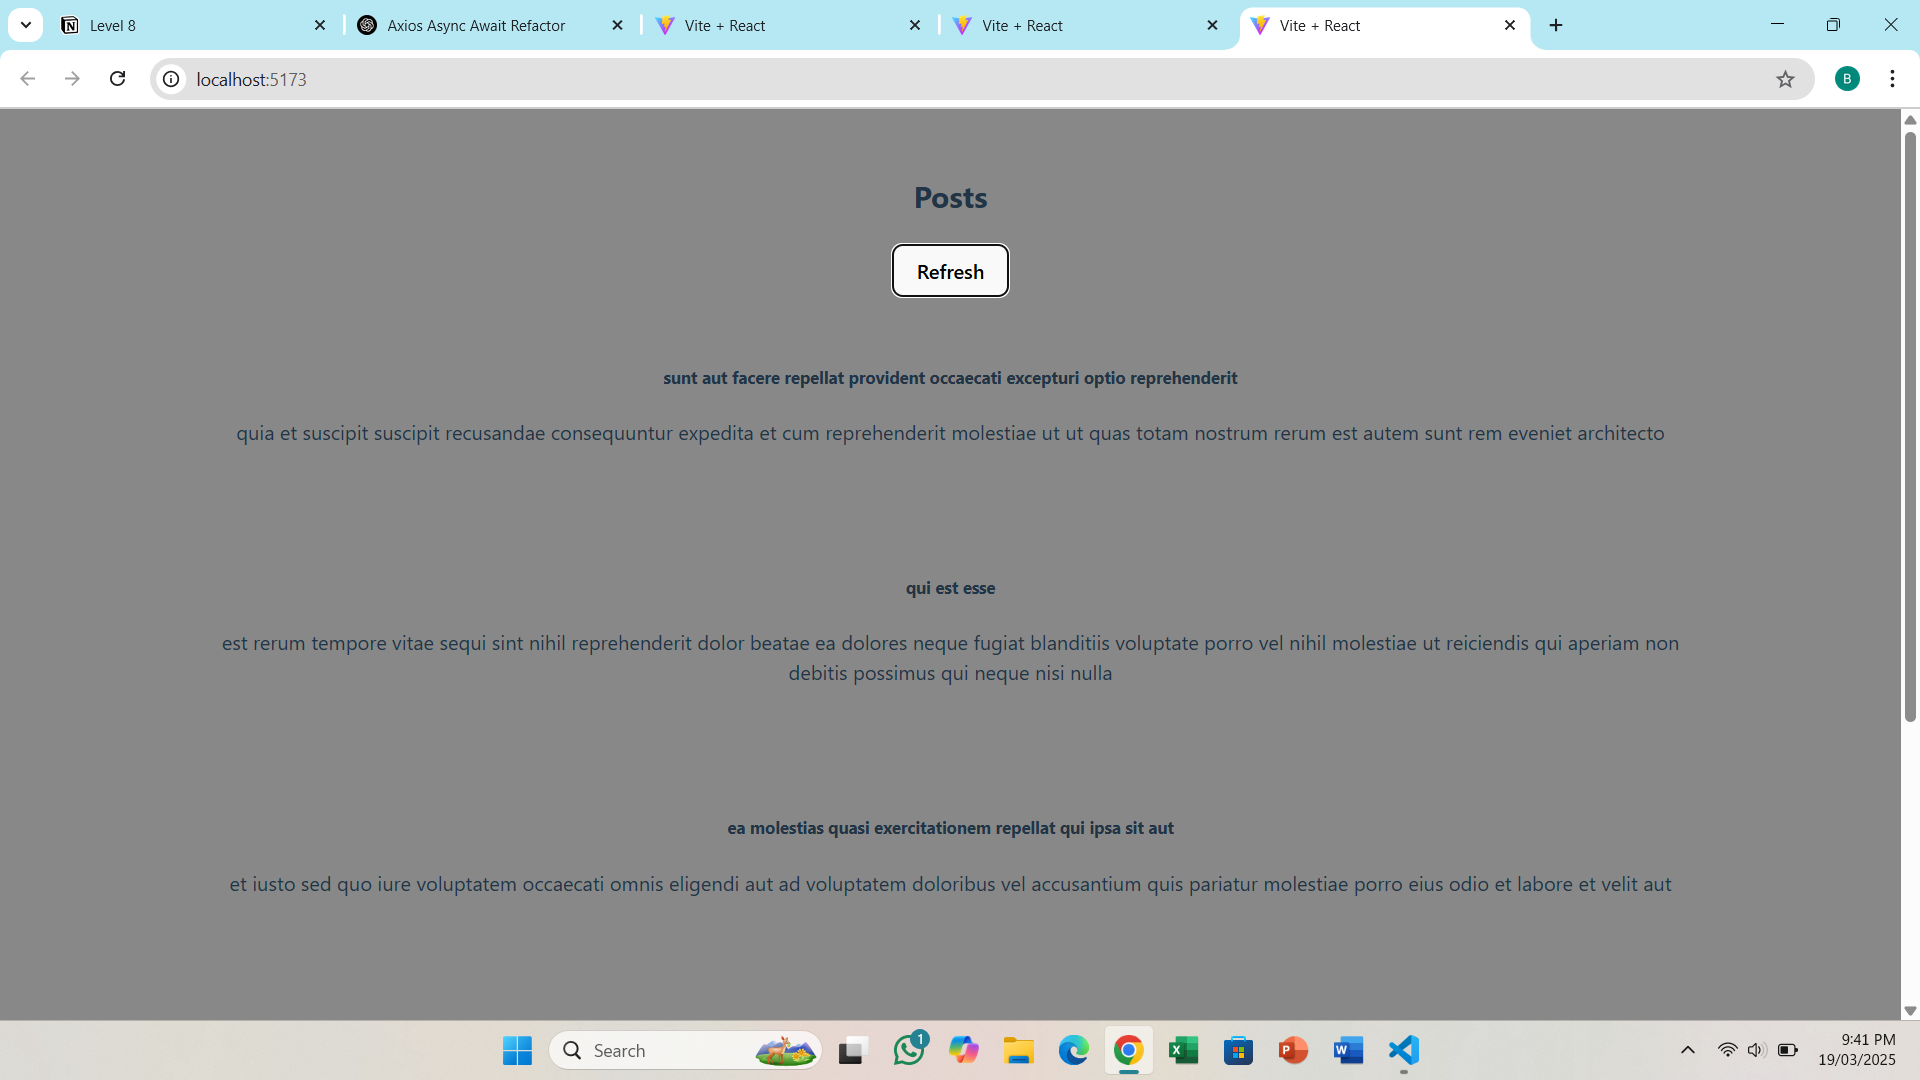 Level 8
Axios Async Await Refactor
Vite + React
Vite + React
Vite + React
localhost:5173
B
Posts
Refresh
sunt aut facere repellat provident occaecati excepturi optio reprehenderit
quia et suscipit suscipit recusandae consequuntur expedita et cum reprehenderit molestiae ut ut quas totam nostrum rerum est autem sunt rem eveniet architecto
qui est esse
est rerum tempore vitae sequi sint nihil reprehenderit dolor beatae ea dolores neque fugiat blanditiis voluptate porro vel nihil molestiae ut reiciendis qui aperiam non
debitis possimus qui neque nisi nulla
ea molestias quasi exercitationem repellat qui ipsa sit aut
et iusto sed quo iure voluptatem occaecati omnis eligendi aut ad voluptatem doloribus vel accusantium quis pariatur molestiae porro eius odio et labore et velit aut
Search
1
9:41 PM
19/03/2025